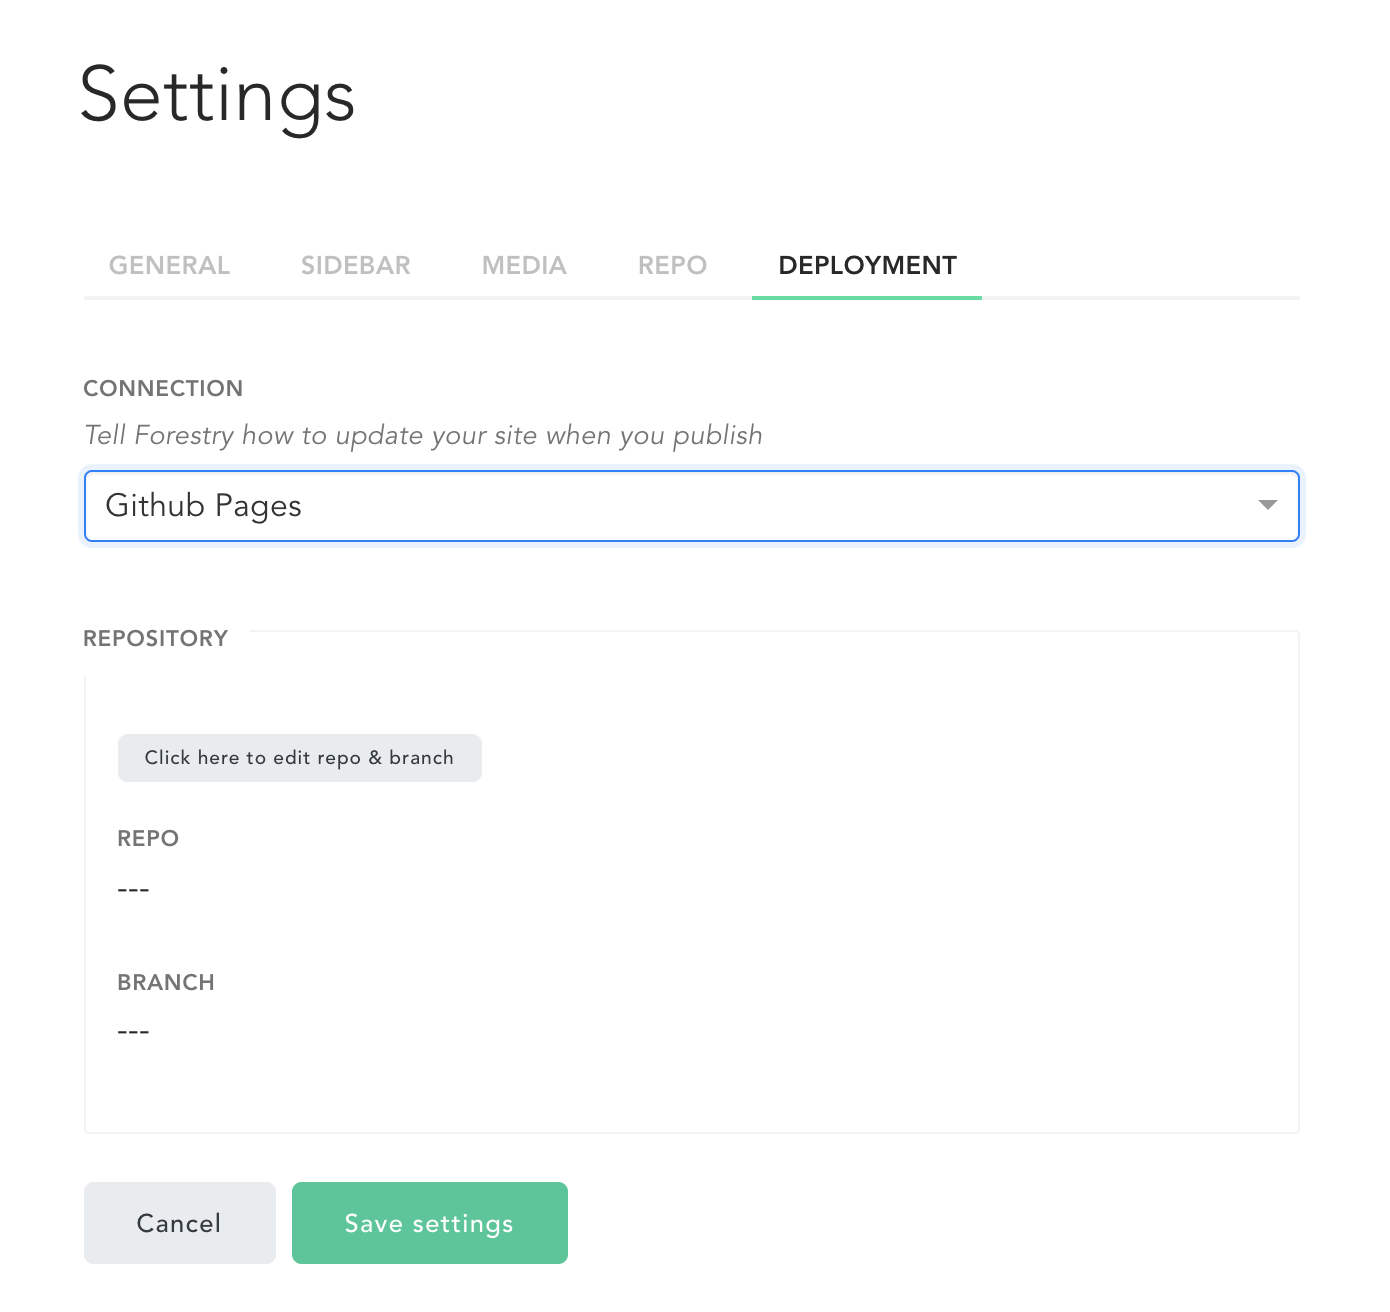 Settings
GENERAL SIDEBAR MEDIA REPO DEPLOYMENT
CONNECTION
Tell Forestry how to update your site when you publish
Github Pages
REPOSITORY
Click here to edit repo & branch
REPO
---
BRANCH
---
Cancel Save settings